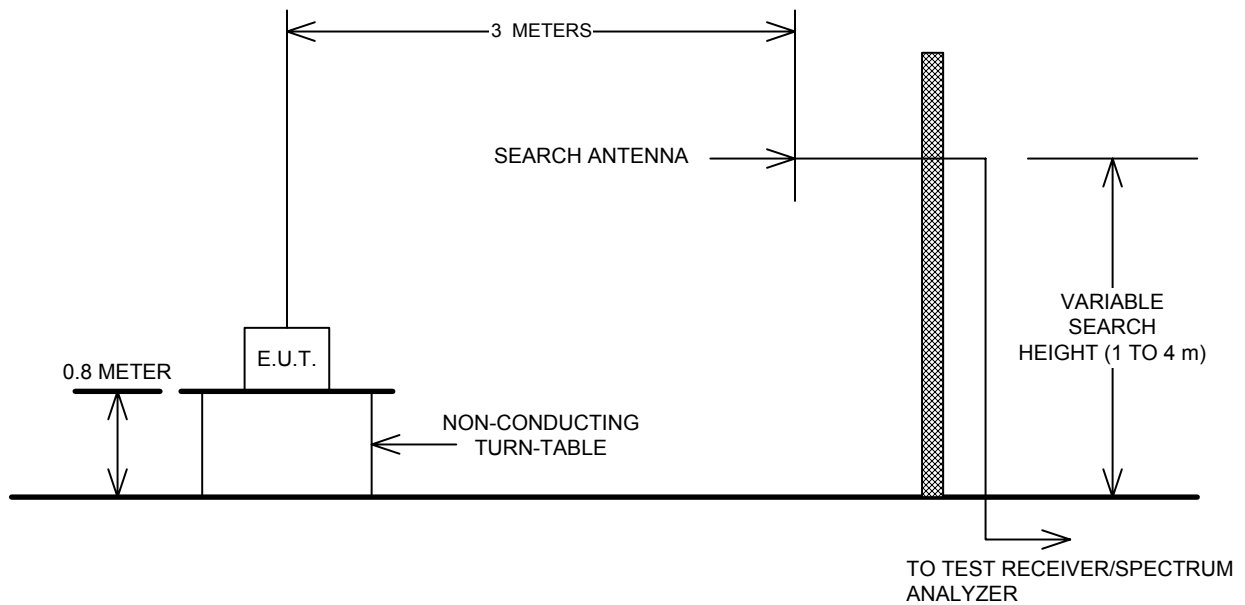 3 METERS
SEARCH ANTENNA
VARIABLE
SEARCH
HEIGHT (1 TO 4 m)
E.U.T.
0.8 METER
NON-CONDUCTING
TURN-TABLE
TO TEST RECEIVER/SPECTRUM
ANALYZER